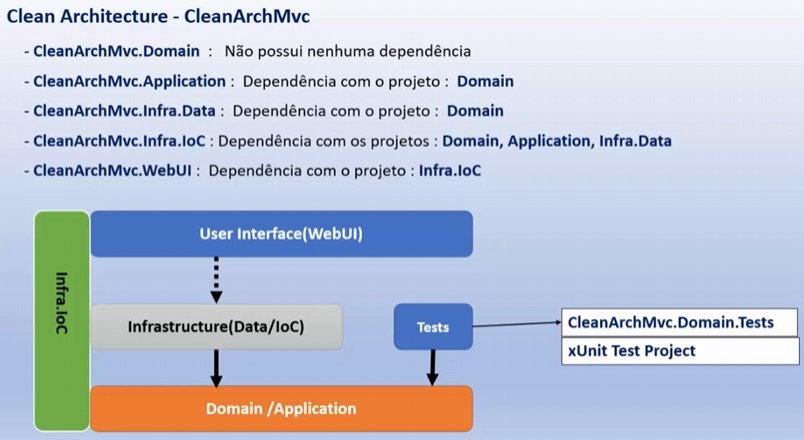 Clean Architecture - CleanArchMvc
- CleanArchMvc.Domain : Não possui nenhuma dependência
- CleanArchMvc.Application : Dependência com o projeto : Domain
- CleanArchMvc.Infra.Data : Dependência com o projeto : Domain
- CleanArchMvc.Infra.IoC : Dependência com os projetos : Domain, Application, Infra.Data
- CleanArchMvc.WebUI : Dependência com o projeto : Infra.IoC
Infra.IoC
User Interface(WebUI)
Infrastructure(Data/IoC)
Tests
CleanArchMvc.Domain.Tests
xUnit Test Project
Domain /Application